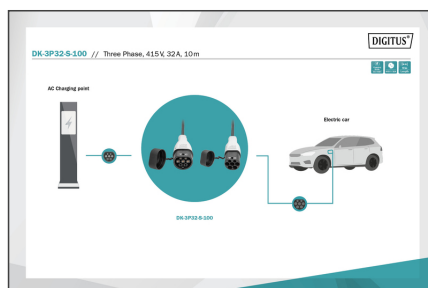 DIGITUS®
DK-3P32-S-100 // Three Phase, 415 V, 32 A, 10 m
AC Charging point
Electric car
DK-3P32-S-100